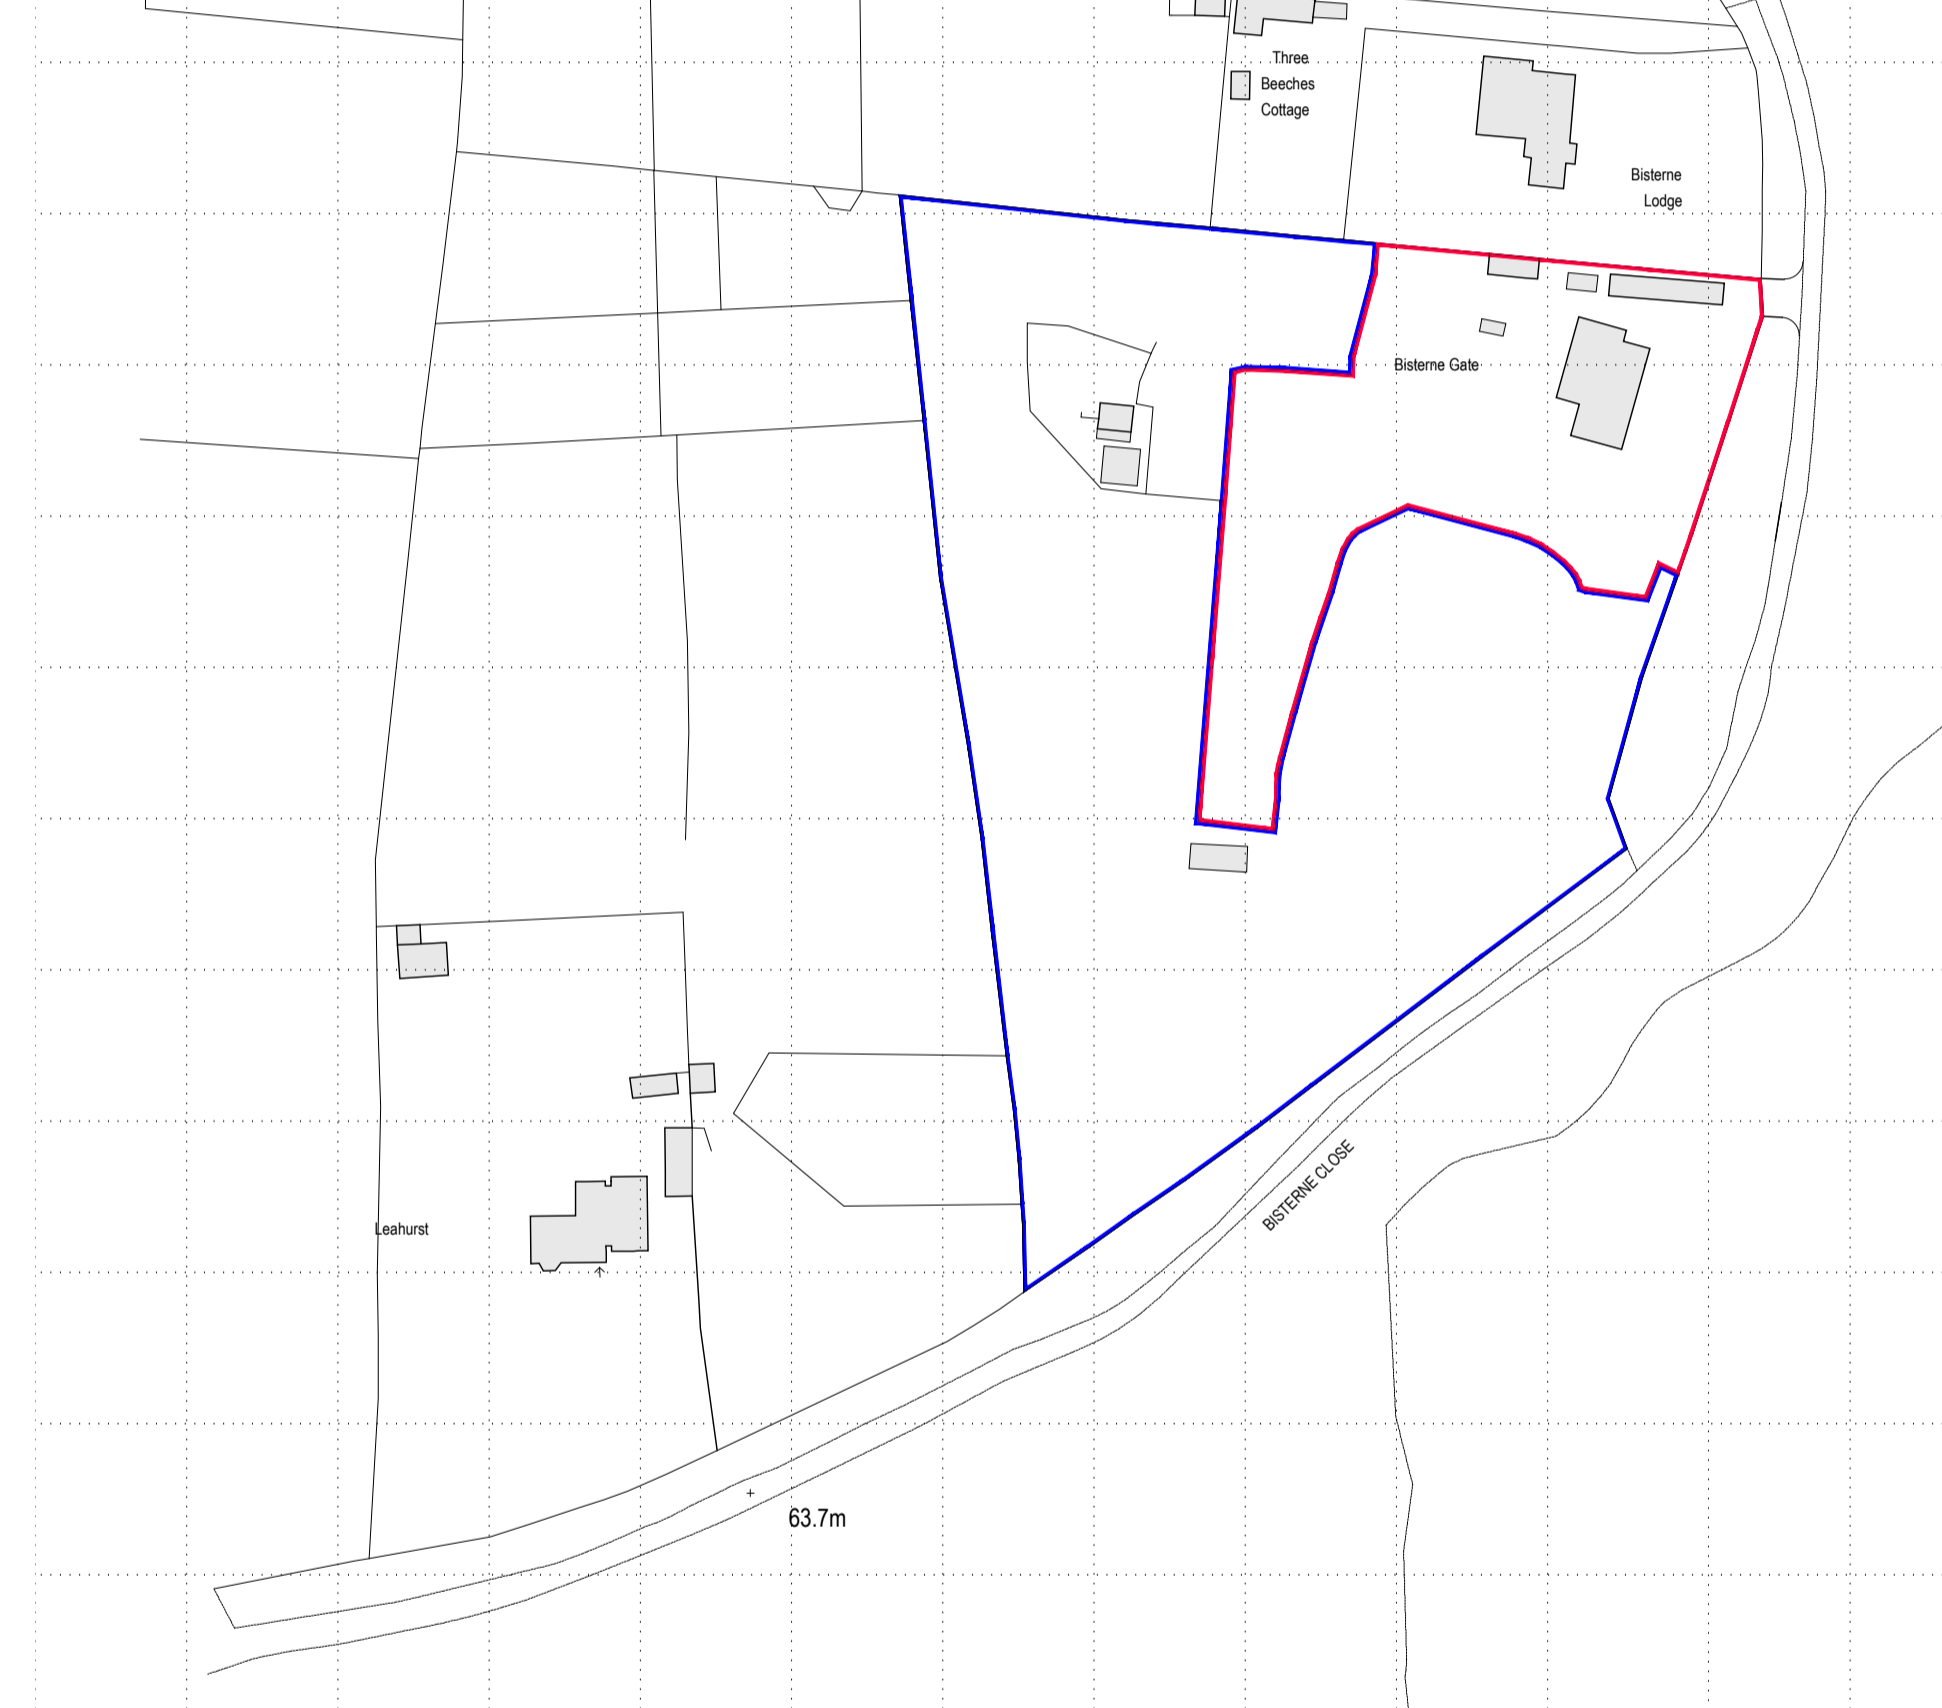 Three
Beeches
Cottage
Bisterne
Lodge
Bisterne Gate
BISTERNE CLOSE
Leahurst
63.7m